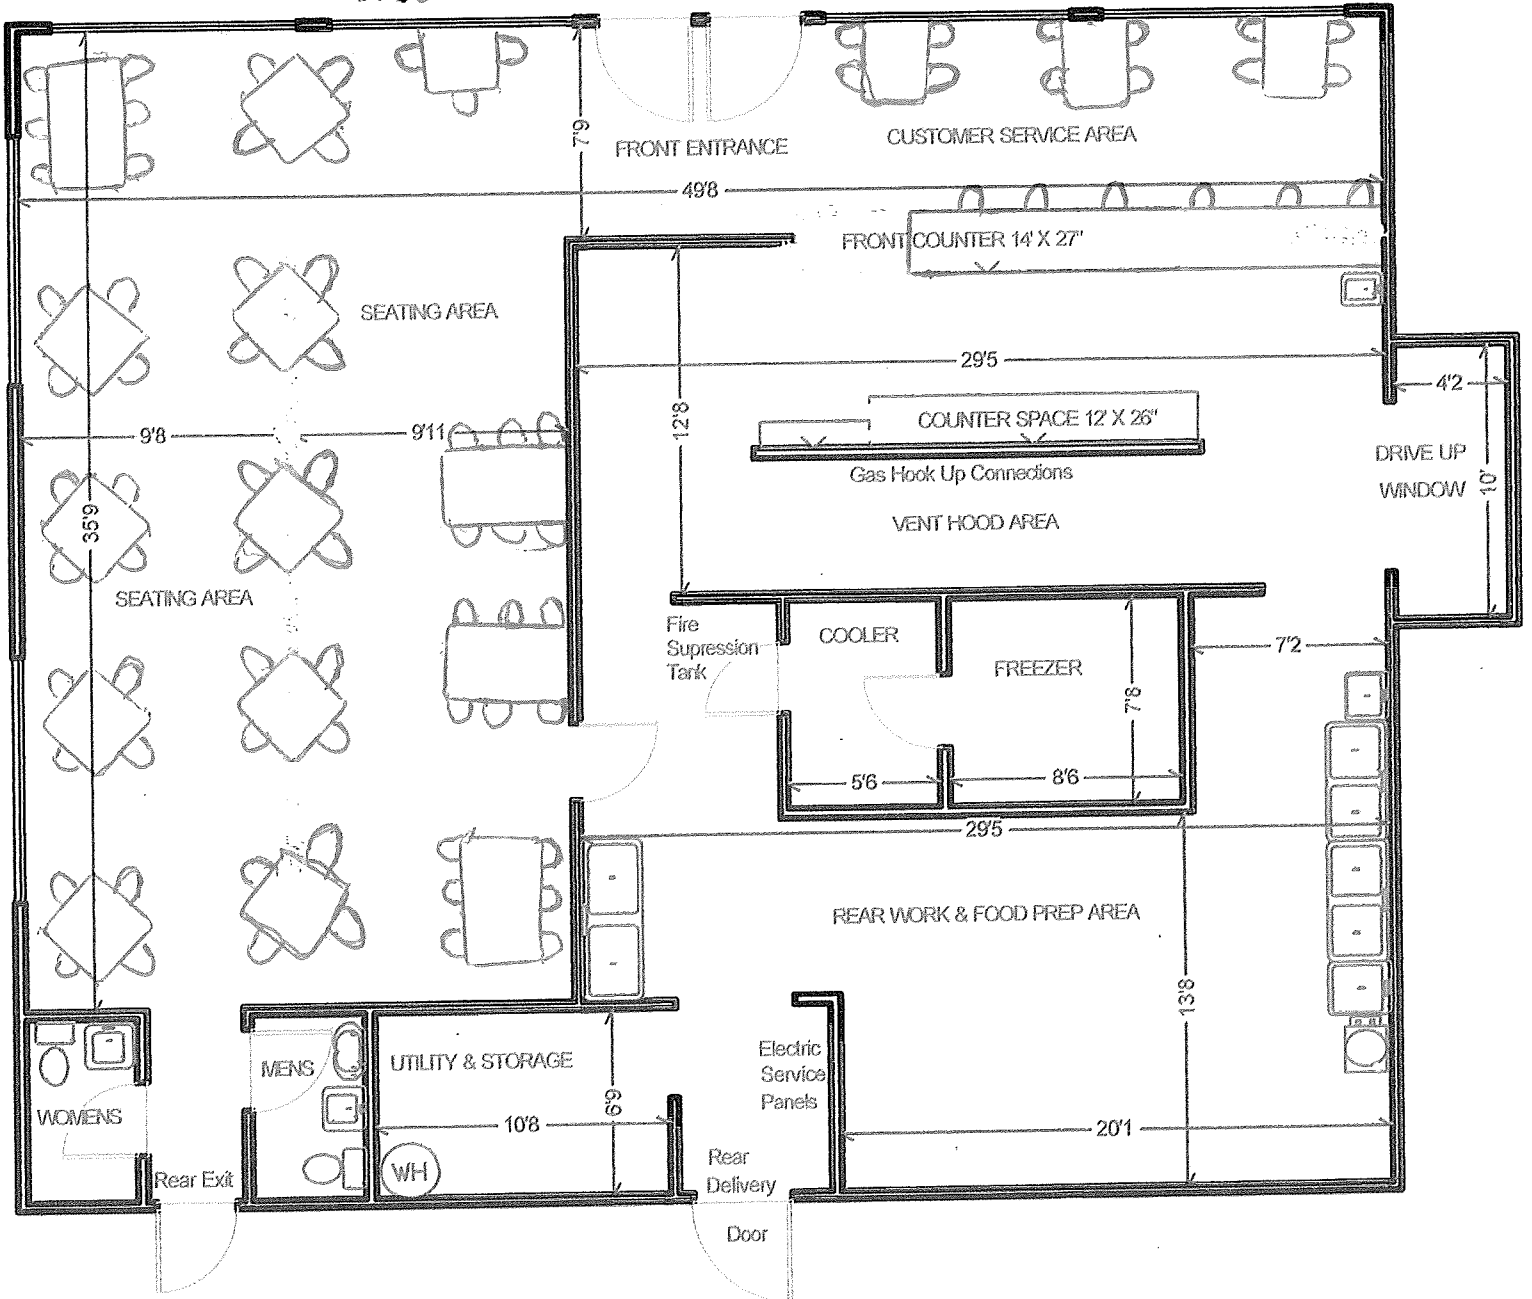 FRONT ENTRANCE
CUSTOMER SERVICE AREA
7'9
49'8
FRONT COUNTER 14' X 27"
SEATING AREA
29'5
4'2
12'8
COUNTER SPACE 12' X 26"
9'8
9'11
Gas Hook Up Connections
DRIVE UP
WINDOW
10'
VENT HOOD AREA
35'9
SEATING AREA
Fire
Supression
Tank
COOLER
FREEZER
7'2
7'8
5'6
8'6
29'5
REAR WORK & FOOD PREP AREA
13'8
MENS
UTILITY & STORAGE
Electric
Service
Panels
6'9
WOMENS
10'8
20'1
WH
Rear Exit
Rear
Delivery
Door